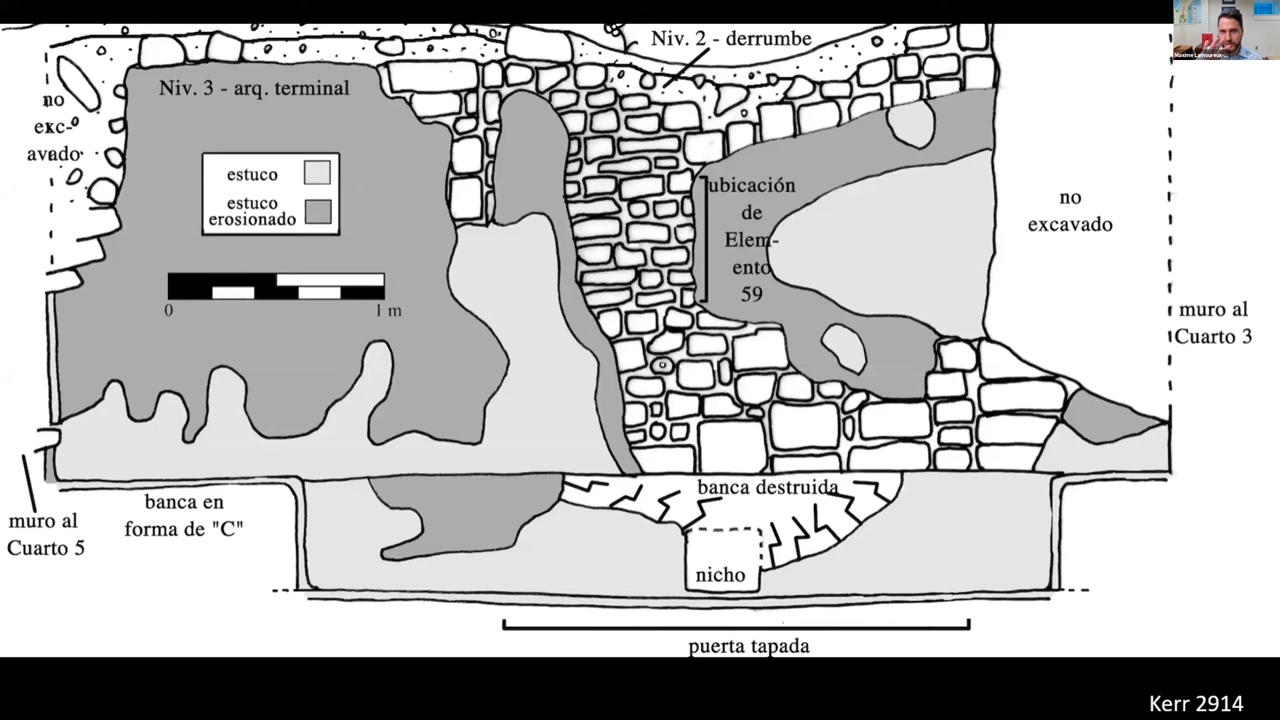 Niv. 2 - derrumbe
Niv. 3 - arq. terminal
no
exc-
avado
estuco
estuco
erosionado
0
1 m
ubicación
de
Elem-
ento
59
no
excavado
muro al
Cuarto 3
muro al
Cuarto 5
banca en
forma de "C"
banca destruida
nicho
puerta tapada
Kerr 2914